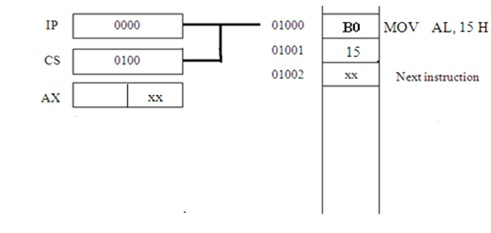 IP 0000 01000 B0 MOV AL, 15 H
01001 15
CS 0100
01002 xx Next instruction
AX xx